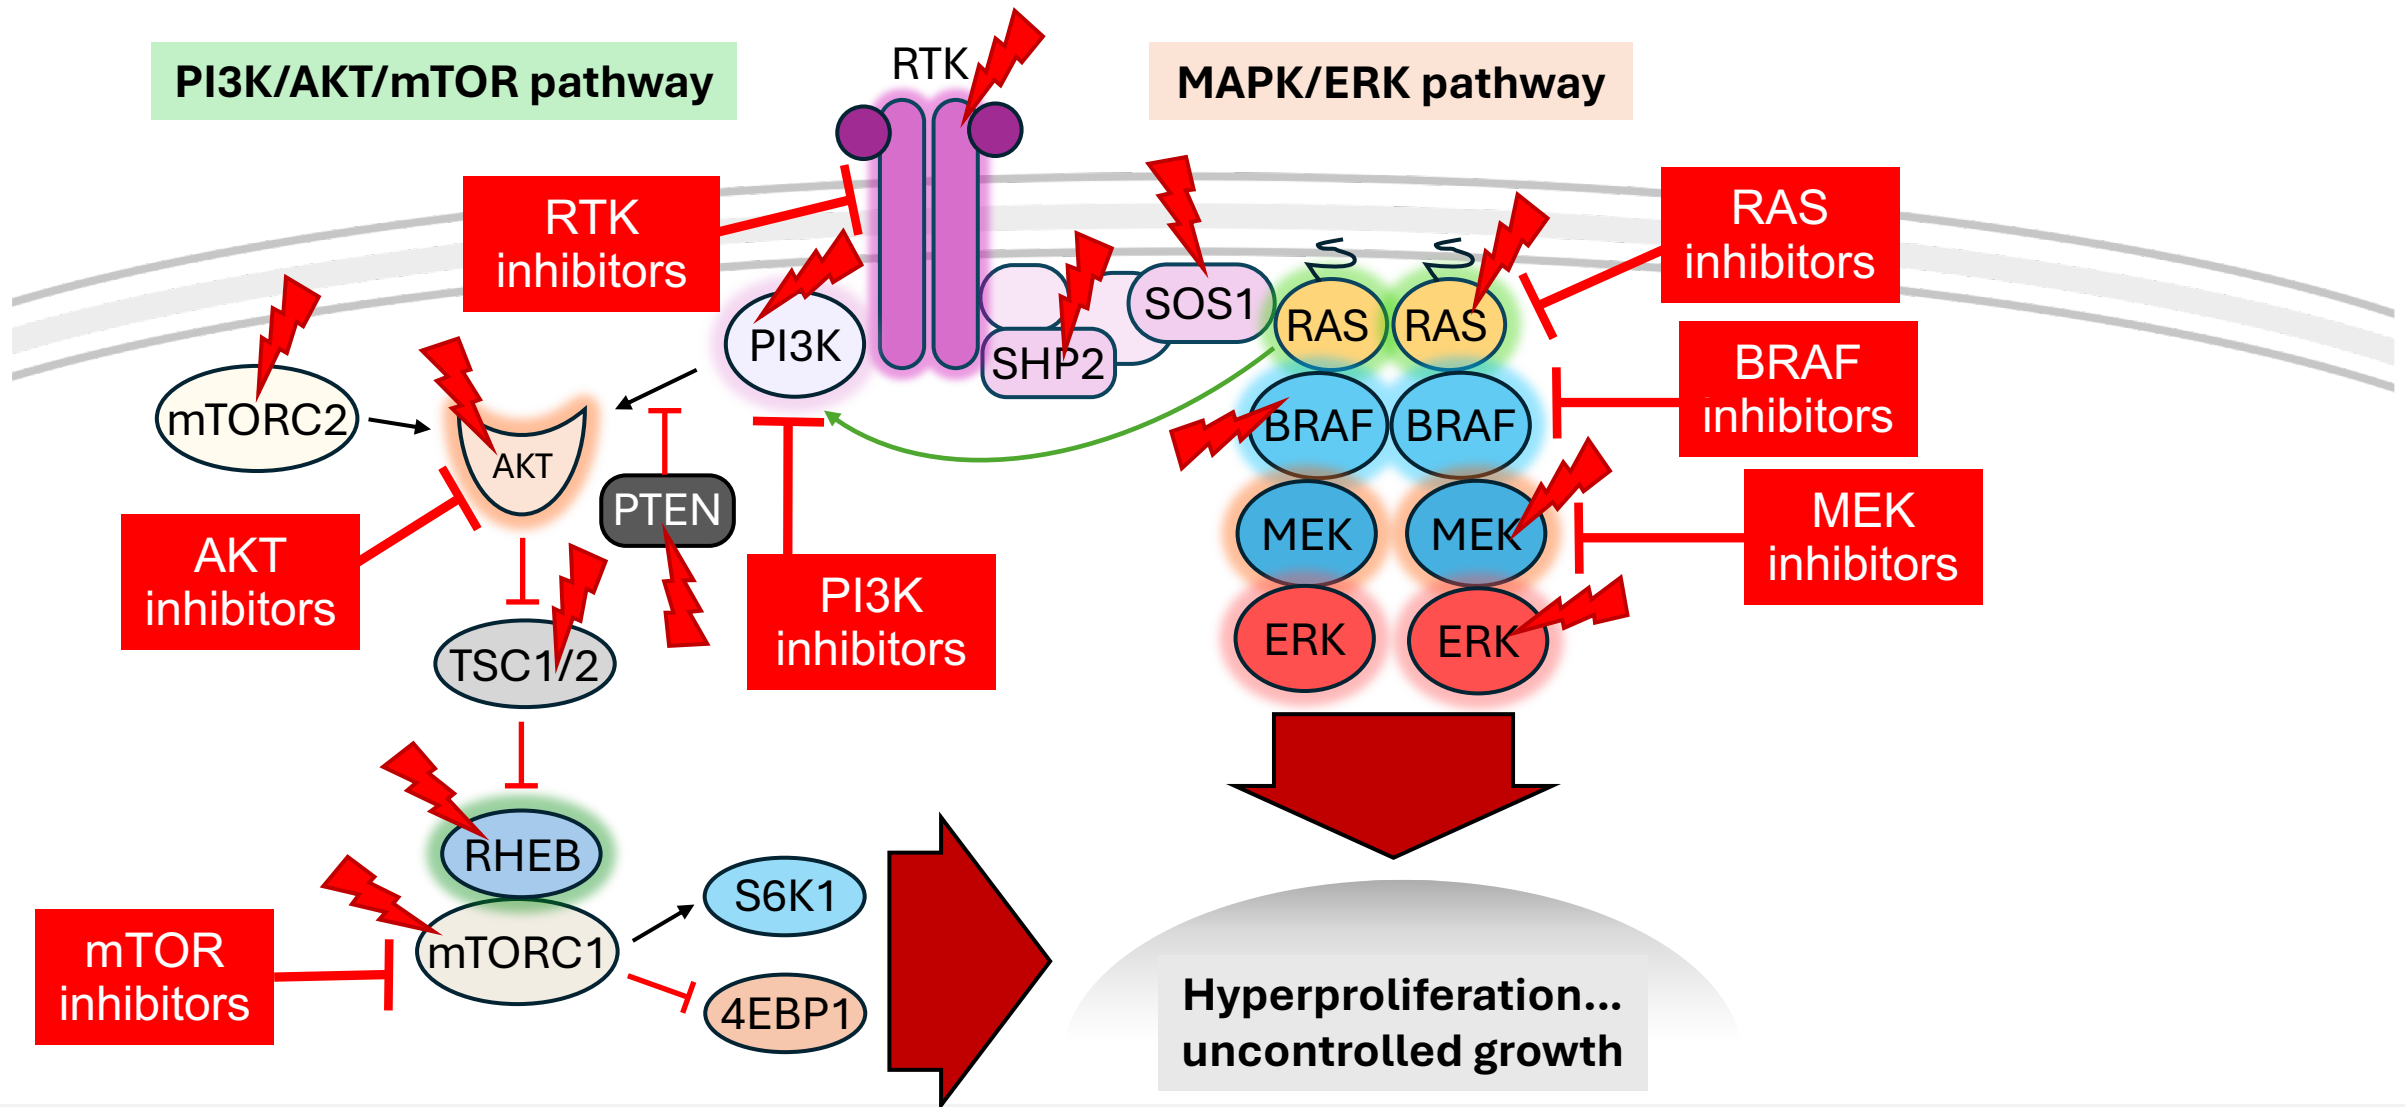 PI3K/AKT/mTOR pathway
RTK
MAPK/ERK pathway
RTK
inhibitors
RAS
inhibitors
PI3K
SHP2
SOS1
RAS
RAS
mTORC2
AKT
BRAF
BRAF
BRAF
inhibitors
PTEN
MEK
MEK
MEK
inhibitors
AKT
inhibitors
PI3K
inhibitors
TSC1/2
ERK
ERK
RHEB
S6K1
mTORC1
mTOR
inhibitors
4EBP1
Hyperproliferation...
uncontrolled growth